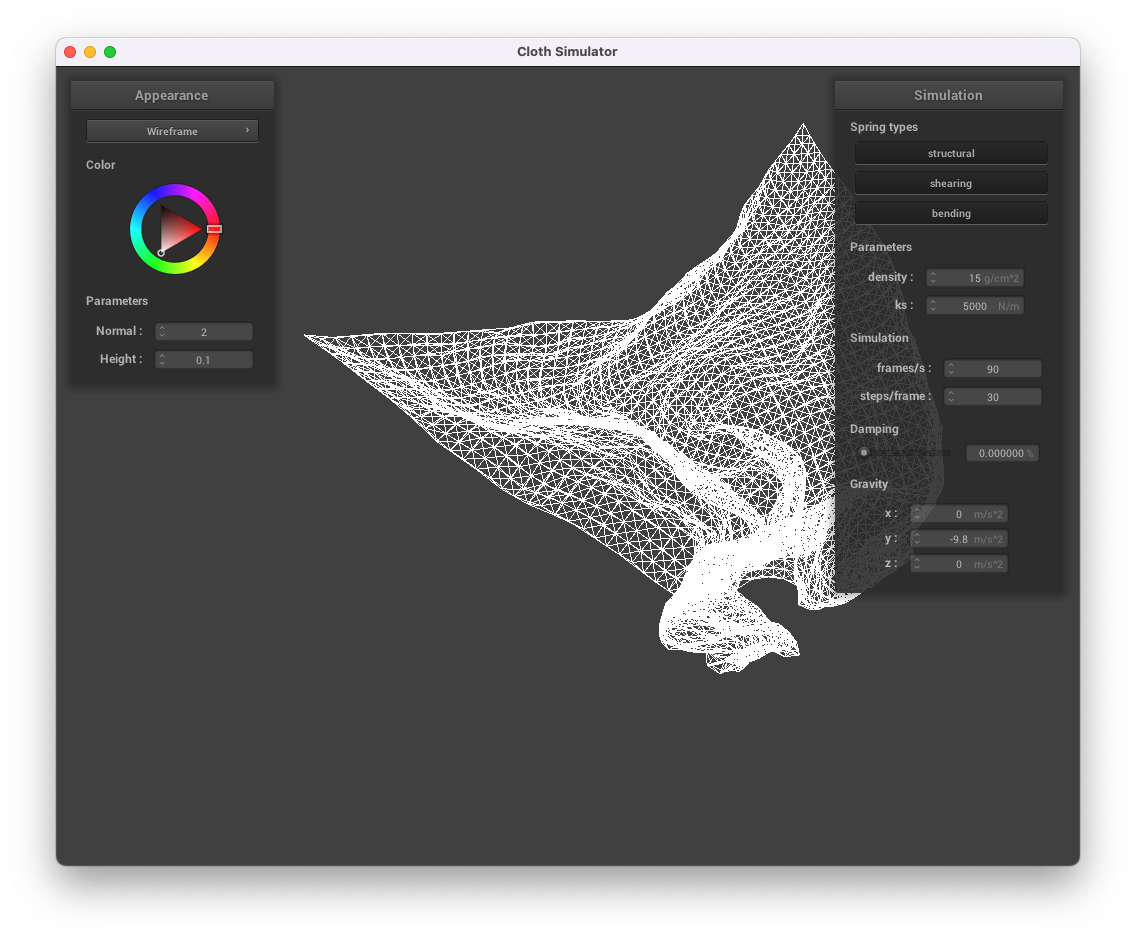 Cloth Simulator
Appearance
Wireframe ›
Color
Parameters
Normal : 2
Height : 0.1
Simulation
Spring types
structural
shearing
bending
Parameters
density : 15 g/cm^2
ks : 5000 N/m
Simulation
frames/s : 90
steps/frame : 30
Damping
0.000000 %
Gravity
x : 0 m/s^2
y : -9.8 m/s^2
z : 0 m/s^2